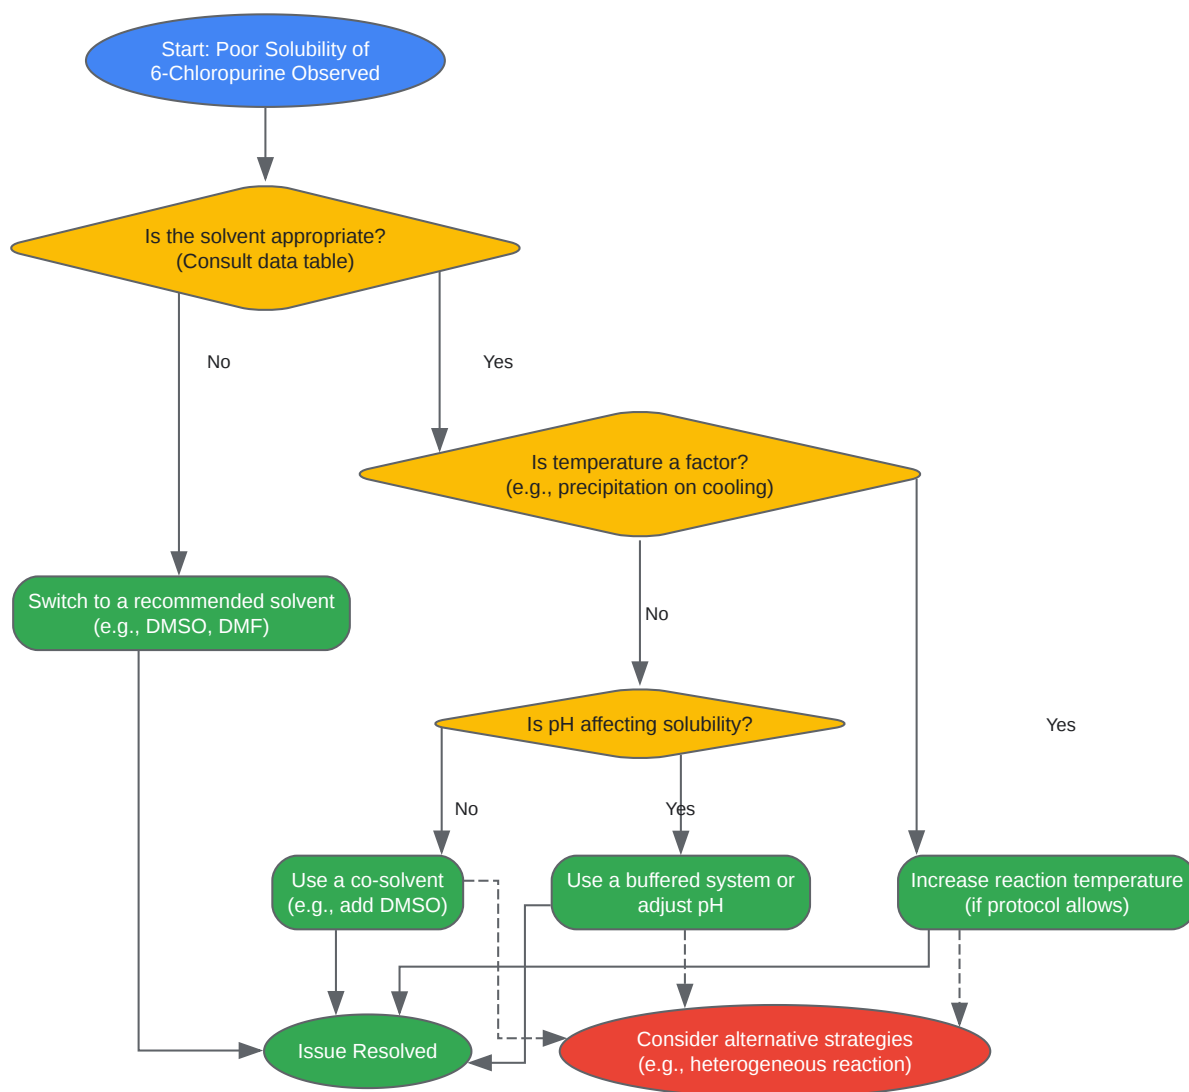 Start: Poor Solubility of
6-Chloropurine Observed
Is the solvent appropriate?
(Consult data table)
No
Yes
Is temperature a factor?
(e.g., precipitation on cooling)
Switch to a recommended solvent
(e.g., DMSO, DMF)
No
Is pH affecting solubility?
Yes
No
Yes
Use a co-solvent
(e.g., add DMSO)
Use a buffered system or
adjust pH
Increase reaction temperature
(if protocol allows)
Issue Resolved
Consider alternative strategies
(e.g., heterogeneous reaction)